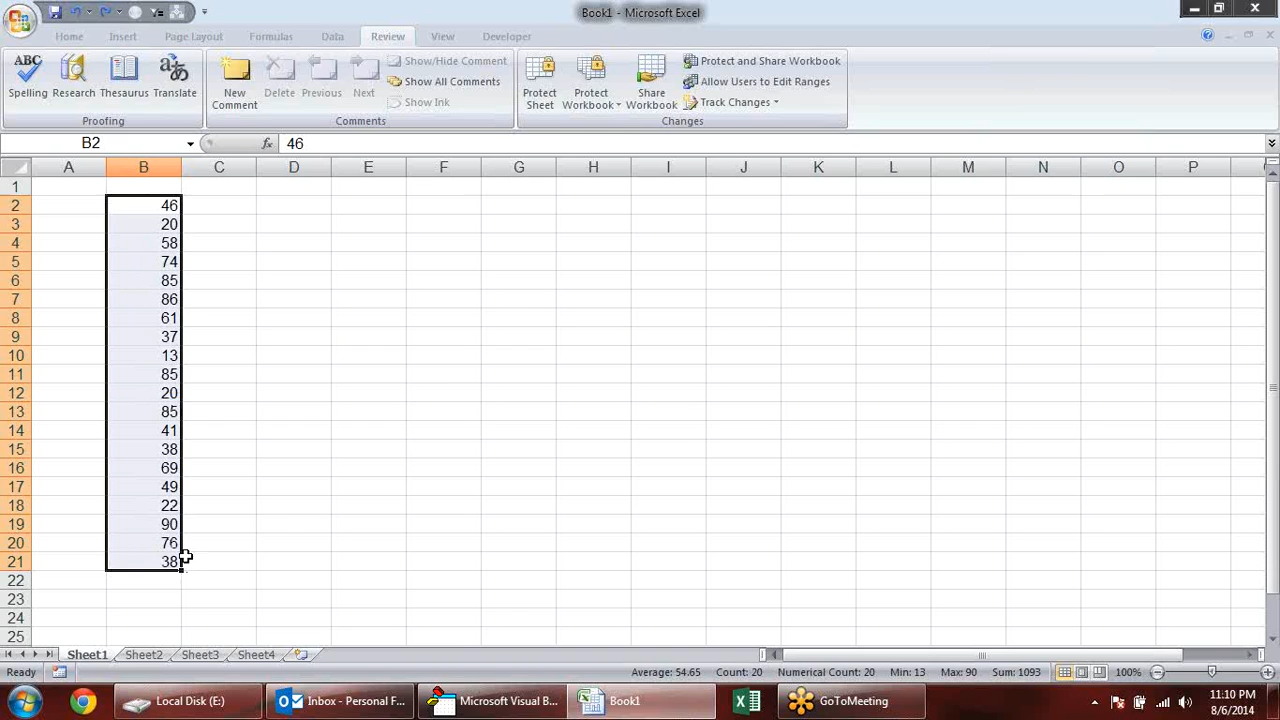 Book1 - Microsoft Excel
Home Insert Page Layout Formulas Data Review View Developer
ABC
Spelling Research Thesaurus Translate
Proofing
New Comment Delete Previous Next
Show/Hide Comment
Show All Comments
Show Ink
Comments
Protect Sheet Protect Workbook Share Workbook
Protect and Share Workbook
Allow Users to Edit Ranges
Track Changes
Changes
B2 fx 46
A B C D E F G H I J K L M N O P
1
2 46
3 20
4 58
5 74
6 85
7 86
8 61
9 37
10 13
11 85
12 20
13 85
14 41
15 38
16 69
17 49
18 22
19 90
20 76
21 38
22
23
24
25
Sheet1 Sheet2 Sheet3 Sheet4
Ready Average: 54.65 Count: 20 Numerical Count: 20 Min: 13 Max: 90 Sum: 1093 100%
Local Disk (E:) Inbox - Personal F... Microsoft Visual B... Book1 GoToMeeting 11:10 PM
8/6/2014